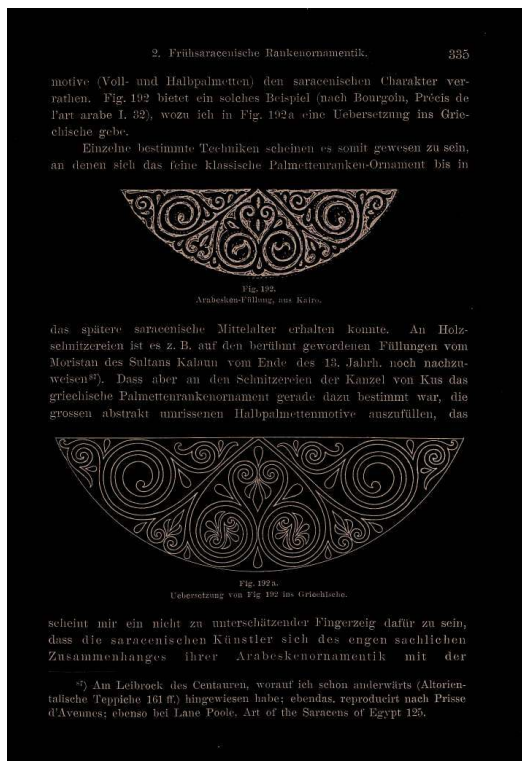 2. Frühsaracenische Rankenornamentik.
335
motive (Voll- und Halbpalmetten) den saracenischen Charakter ver-
rathen. Fig. 192 bietet ein solches Beispiel (nach Bourgoin, Précis de
l'art arabe I. 32), wozu ich in Fig. 192a eine Uebersetzung ins Grie-
chische gebe.
Einzelne bestimmte Techniken scheinen es somit gewesen zu sein,
an denen sich das feine klassische Palmettenranken-Ornament bis in
Fig. 192.
Arabesken-Füllung, aus Kairo.
das spätere saracenische Mittelalter erhalten konnte. An Holz-
schnitzereien ist es z. B. auf den berühmt gewordenen Füllungen vom
Moristan des Sultans Kalaun vom Ende des 13. Jahrh. noch nachzu-
weisen⁸⁷). Dass aber an den Schnitzereien der Kanzel von Kus das
griechische Palmettenrankenornament gerade dazu bestimmt war, die
grossen abstrakt umrissenen Halbpalmettenmotive auszufüllen, das
Fig. 192a.
Uebersetzung von Fig 192 ins Griechische.
scheint mir ein nicht zu unterschätzender Fingerzeig dafür zu sein,
dass die saracenischen Künstler sich des engen sachlichen
Zusammenhanges ihrer Arabeskenornamentik mit der
⁸⁷) Am Leibrock des Centauren, worauf ich schon anderwärts (Altorien-
talische Teppiche 161 ff.) hingewiesen habe; ebendas. reproducirt nach Prisse
d'Avennes; ebenso bei Lane Poole. Art of the Saracens of Egypt 125.